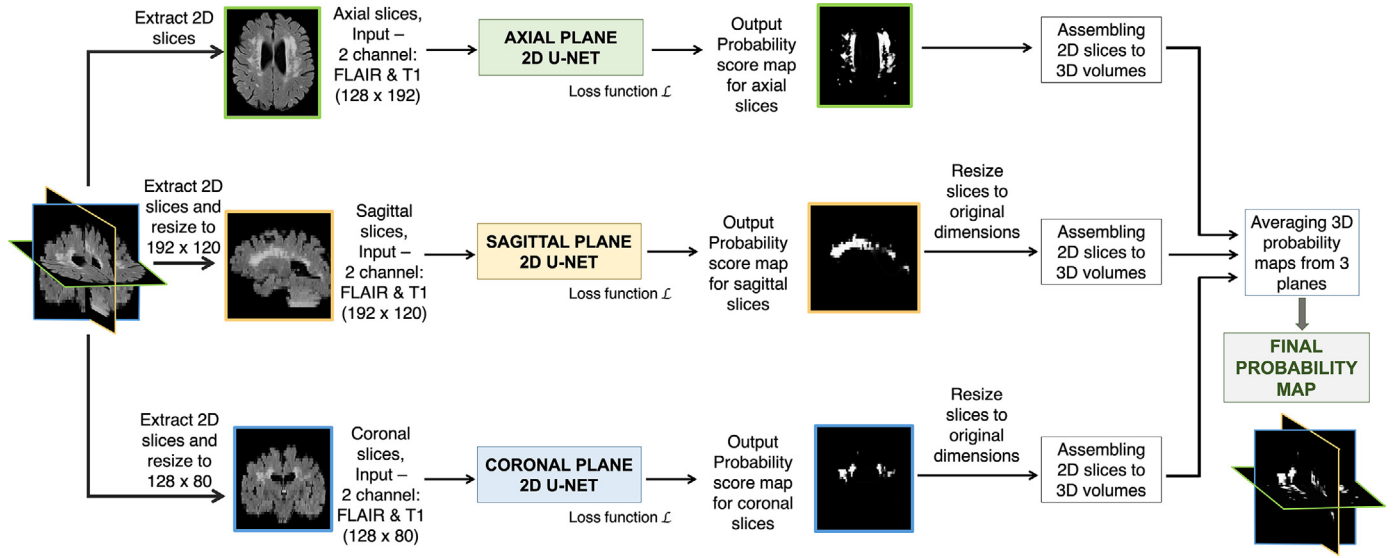 Extract 2D
slices
Axial slices,
Input –
2 channel:
FLAIR & T1
(128 x 192)
AXIAL PLANE
2D U-NET
Loss function ℒ
Output
Probability
score map
for axial
slices
Assembling
2D slices to
3D volumes
Extract 2D
slices and
resize to
192 x 120
Sagittal
slices,
Input –
2 channel:
FLAIR & T1
(192 x 120)
SAGITTAL PLANE
2D U-NET
Loss function ℒ
Output
Probability
score map
for sagittal
slices
Resize
slices to
original
dimensions
Assembling
2D slices to
3D volumes
Averaging 3D
probability
maps from 3
planes
FINAL
PROBABILITY
MAP
Extract 2D
slices and
resize to
128 x 80
Coronal
slices,
Input –
2 channel:
FLAIR & T1
(128 x 80)
CORONAL PLANE
2D U-NET
Loss function ℒ
Output
Probability
score map
for coronal
slices
Resize
slices to
original
dimensions
Assembling
2D slices to
3D volumes